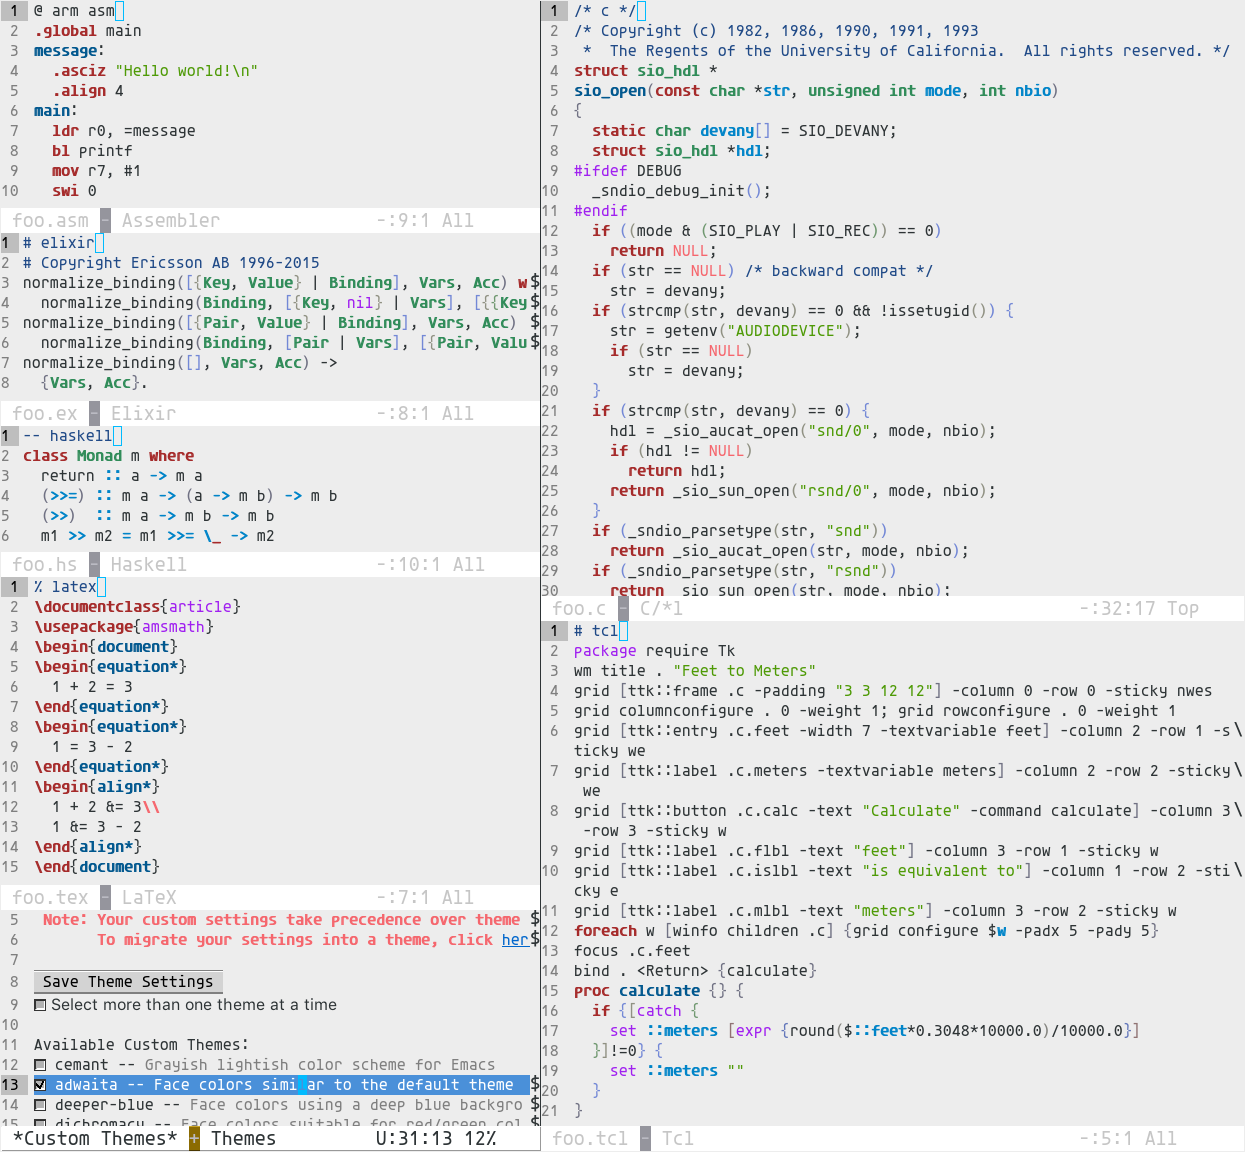 1 @ arm asm
2 .global main
3 message:
4   .asciz "Hello world!\n"
5   .align 4
6 main:
7   ldr r0, =message
8   bl printf
9   mov r7, #1
10   swi 0
foo.asm - Assembler -:9:1 All
1 # elixir
2 # Copyright Ericsson AB 1996-2015
3 normalize_binding([{Key, Value} | Binding], Vars, Acc) w$
4   normalize_binding(Binding, [{Key, nil} | Vars], [{{Key$
5 normalize_binding([{Pair, Value} | Binding], Vars, Acc) $
6   normalize_binding(Binding, [Pair | Vars], [{Pair, Valu$
7 normalize_binding([], Vars, Acc) ->
8   {Vars, Acc}.
foo.ex - Elixir -:8:1 All
1 -- haskell
2 class Monad m where
3   return :: a -> m a
4   (>>=) :: m a -> (a -> m b) -> m b
5   (>>)  :: m a -> m b -> m b
6   m1 >> m2 = m1 >>= \_ -> m2
foo.hs - Haskell -:10:1 All
1 % latex
2 \documentclass{article}
3 \usepackage{amsmath}
4 \begin{document}
5 \begin{equation*}
6   1 + 2 = 3
7 \end{equation*}
8 \begin{equation*}
9   1 = 3 - 2
10 \end{equation*}
11 \begin{align*}
12   1 + 2 &= 3\\
13   1 &= 3 - 2
14 \end{align*}
15 \end{document}
foo.tex - LaTeX -:7:1 All
5  Note: Your custom settings take precedence over theme $
6        To migrate your settings into a theme, click her$
7
8 Save Theme Settings
9 Select more than one theme at a time
10
11 Available Custom Themes:
12 cemant -- Grayish lightish color scheme for Emacs
13 adwaita -- Face colors similar to the default theme $
14 deeper-blue -- Face colors using a deep blue backgro$
15 dichromacy -- Face colors suitable for red/green col$
*Custom Themes* + Themes U:31:13 12%
1 /* c */
2 /* Copyright (c) 1982, 1986, 1990, 1991, 1993
3  *  The Regents of the University of California.  All rights reserved. */
4 struct sio_hdl *
5 sio_open(const char *str, unsigned int mode, int nbio)
6 {
7   static char devany[] = SIO_DEVANY;
8   struct sio_hdl *hdl;
9 #ifdef DEBUG
10   _sndio_debug_init();
11 #endif
12   if ((mode & (SIO_PLAY | SIO_REC)) == 0)
13     return NULL;
14   if (str == NULL) /* backward compat */
15     str = devany;
16   if (strcmp(str, devany) == 0 && !issetugid()) {
17     str = getenv("AUDIODEVICE");
18     if (str == NULL)
19       str = devany;
20   }
21   if (strcmp(str, devany) == 0) {
22     hdl = _sio_aucat_open("snd/0", mode, nbio);
23     if (hdl != NULL)
24       return hdl;
25     return _sio_sun_open("rsnd/0", mode, nbio);
26   }
27   if (_sndio_parsetype(str, "snd"))
28     return _sio_aucat_open(str, mode, nbio);
29   if (_sndio_parsetype(str, "rsnd"))
30     return _sio_sun_open(str, mode, nbio);
foo.c - C/*l -:32:17 Top
1 # tcl
2 package require Tk
3 wm title . "Feet to Meters"
4 grid [ttk::frame .c -padding "3 3 12 12"] -column 0 -row 0 -sticky nwes
5 grid columnconfigure . 0 -weight 1; grid rowconfigure . 0 -weight 1
6 grid [ttk::entry .c.feet -width 7 -textvariable feet] -column 2 -row 1 -s\
ticky we
7 grid [ttk::label .c.meters -textvariable meters] -column 2 -row 2 -sticky\
 we
8 grid [ttk::button .c.calc -text "Calculate" -command calculate] -column 3\
 -row 3 -sticky w
9 grid [ttk::label .c.flbl -text "feet"] -column 3 -row 1 -sticky w
10 grid [ttk::label .c.islbl -text "is equivalent to"] -column 1 -row 2 -sti\
cky e
11 grid [ttk::label .c.mlbl -text "meters"] -column 3 -row 2 -sticky w
12 foreach w [winfo children .c] {grid configure $w -padx 5 -pady 5}
13 focus .c.feet
14 bind . <Return> {calculate}
15 proc calculate {} {
16   if {[catch {
17     set ::meters [expr {round($::feet*0.3048*10000.0)/10000.0}]
18   }]!=0} {
19     set ::meters ""
20   }
21 }
foo.tcl - Tcl -:5:1 All